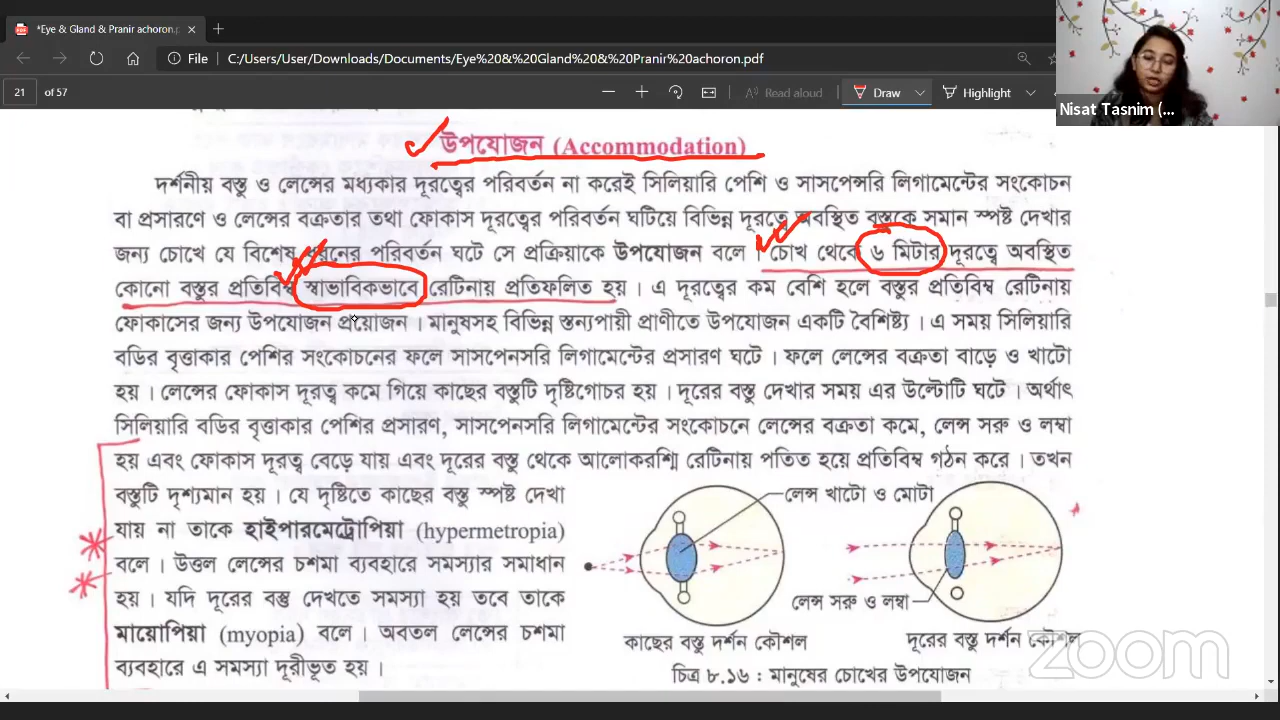 *Eye & Gland & Pranir achoron.p
File C:/Users/User/Downloads/Documents/Eye%20&%20Gland%20&%20Pranir%20achoron.pdf
21 of 57 Read aloud Draw Highlight
Nisat Tasnim (...
উপযোজন (Accommodation)
দর্শনীয় বস্তু ও লেন্সের মধ্যকার দূরত্বের পরিবর্তন না করেই সিলিয়ারি পেশি ও সাসপেন্সরি লিগামেন্টের সংকোচন
বা প্রসারণে ও লেন্সের বক্রতার তথা ফোকাস দূরত্বের পরিবর্তন ঘটিয়ে বিভিন্ন দূরত্বে অবস্থিত বস্তুকে সমান স্পষ্ট দেখার
জন্য চোখে যে বিশেষ ধরনের পরিবর্তন ঘটে সে প্রক্রিয়াকে উপযোজন বলে। চোখ থেকে ৬ মিটার দূরত্বে অবস্থিত
কোনো বস্তুর প্রতিবিম্ব স্বাভাবিকভাবে রেটিনায় প্রতিফলিত হয়। এ দূরত্বের কম বেশি হলে বস্তুর প্রতিবিম্ব রেটিনায়
ফোকাসের জন্য উপযোজন প্রয়োজন। মানুষসহ বিভিন্ন স্তন্যপায়ী প্রাণীতে উপযোজন একটি বৈশিষ্ট্য। এ সময় সিলিয়ারি
বডির বৃত্তাকার পেশির সংকোচনের ফলে সাসপেনসরি লিগামেন্টের প্রসারণ ঘটে। ফলে লেন্সের বক্রতা বাড়ে ও খাটো
হয়। লেন্সের ফোকাস দূরত্ব কমে গিয়ে কাছের বস্তুটি দৃষ্টিগোচর হয়। দূরের বস্তু দেখার সময় এর উল্টোটি ঘটে। অর্থাৎ
সিলিয়ারি বডির বৃত্তাকার পেশির প্রসারণ, সাসপেনসরি লিগামেন্টের সংকোচনে লেন্সের বক্রতা কমে, লেন্স সরু ও লম্বা
হয় এবং ফোকাস দূরত্ব বেড়ে যায় এবং দূরের বস্তু থেকে আলোকরশ্মি রেটিনায় পতিত হয়ে প্রতিবিম্ব গঠন করে। তখন
বস্তুটি দৃশ্যমান হয়। যে দৃষ্টিতে কাছের বস্তু স্পষ্ট দেখা
যায় না তাকে হাইপারমেট্রোপিয়া (hypermetropia)
বলে। উত্তল লেন্সের চশমা ব্যবহারে সমস্যার সমাধান
হয়। যদি দূরের বস্তু দেখতে সমস্যা হয় তবে তাকে
মায়োপিয়া (myopia) বলে। অবতল লেন্সের চশমা
ব্যবহারে এ সমস্যা দূরীভূত হয়।
লেন্স খাটো ও মোটা
লেন্স সরু ও লম্বা
কাছের বস্তু দর্শন কৌশল
দূরের বস্তু দর্শন কৌশল
চিত্র ৮.১৬ : মানুষের চোখের উপযোজন
zoom